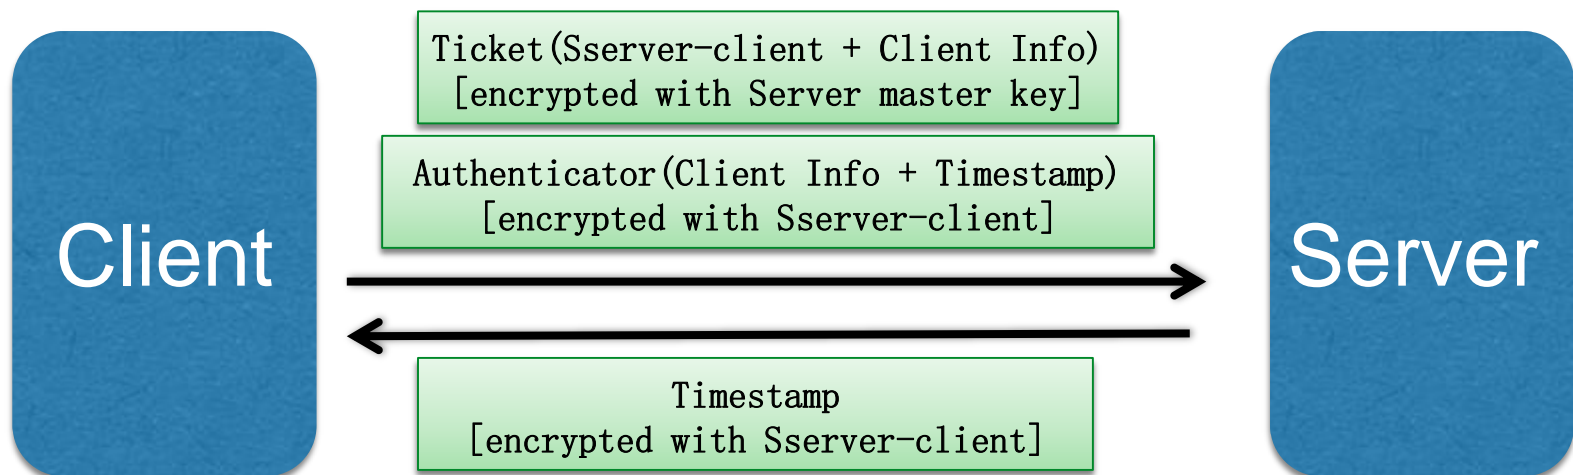 Ticket(Sserver-client + Client Info)
[encrypted with Server master key]
Authenticator(Client Info + Timestamp)
[encrypted with Sserver-client]
Client
Server
Timestamp
[encrypted with Sserver-client]